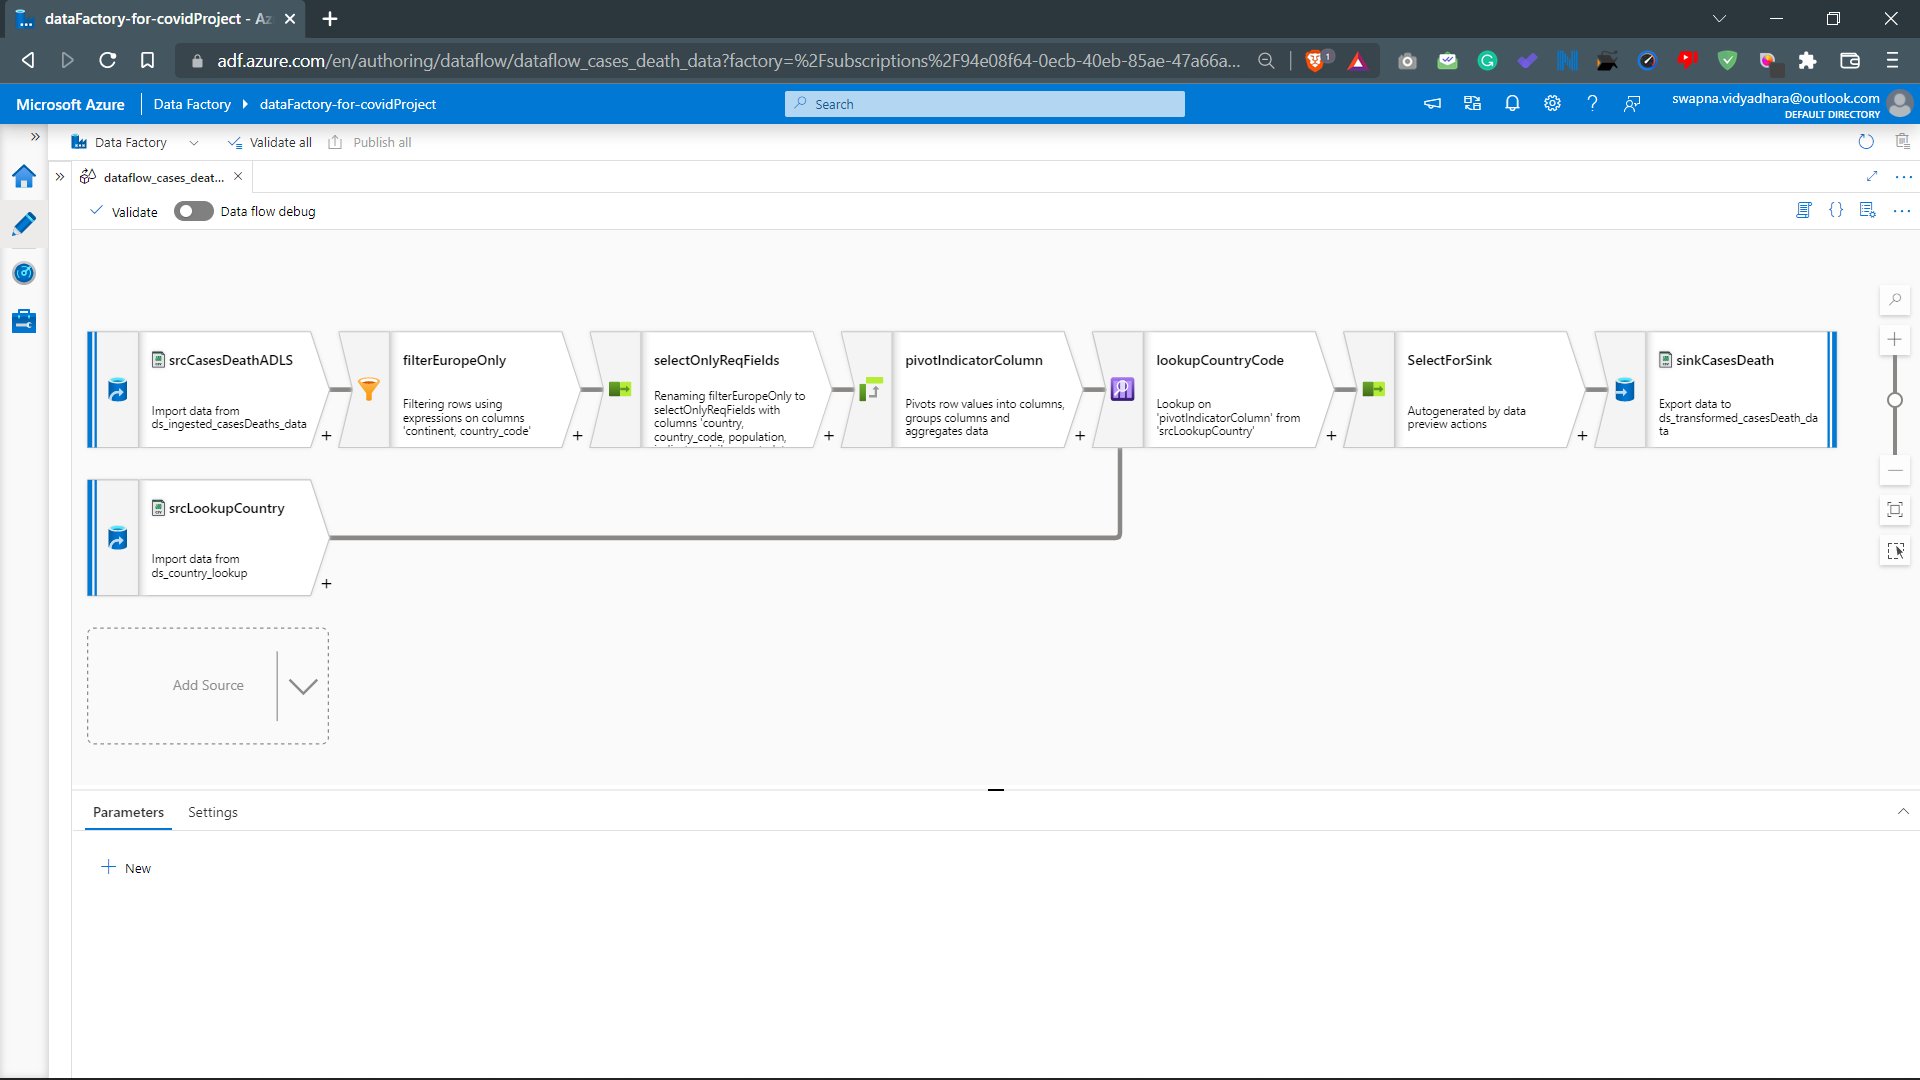 dataFactory-for-covidProject - Az
adf.azure.com/en/authoring/dataflow/dataflow_cases_death_data?factory=%2Fsubscriptions%2F94e08f64-0ecb-40eb-85ae-47a66a...
1
Microsoft Azure
Data Factory
dataFactory-for-covidProject
Search
swapna.vidyadhara@outlook.com
DEFAULT DIRECTORY
Data Factory
Validate all
Publish all
dataflow_cases_deat...
Validate
Data flow debug
srcCasesDeathADLS
Import data from
ds_ingested_casesDeaths_data
filterEuropeOnly
Filtering rows using
expressions on columns
'continent, country_code'
selectOnlyReqFields
Renaming filterEuropeOnly to
selectOnlyReqFields with
columns 'country,
country_code, population,
pivotIndicatorColumn
Pivots row values into columns,
groups columns and
aggregates data
lookupCountryCode
Lookup on
'pivotIndicatorColumn' from
'srcLookupCountry'
SelectForSink
Autogenerated by data
preview actions
sinkCasesDeath
Export data to
ds_transformed_casesDeath_da
ta
srcLookupCountry
Import data from
ds_country_lookup
Add Source
Parameters
Settings
New